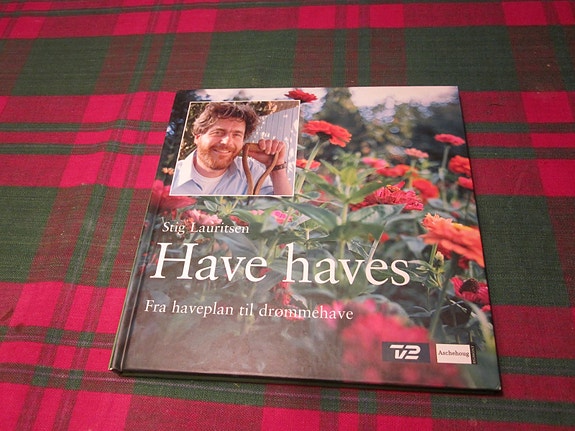 Stig Lauritsen
Have haves
Fra haveplan til drømmehave
TV2
Aschehoug